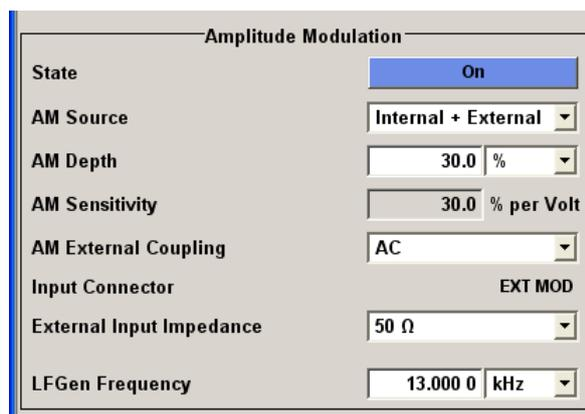 Amplitude Modulation
State On
AM Source Internal + External
AM Depth 30.0 %
AM Sensitivity 30.0 % per Volt
AM External Coupling AC
Input Connector EXT MOD
External Input Impedance 50 Ω
LFGen Frequency 13.000 0 kHz